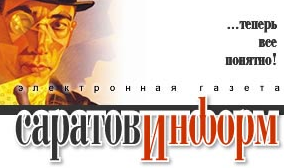 ...теперь
все
понятно!
электронная газета
саратовИнформ